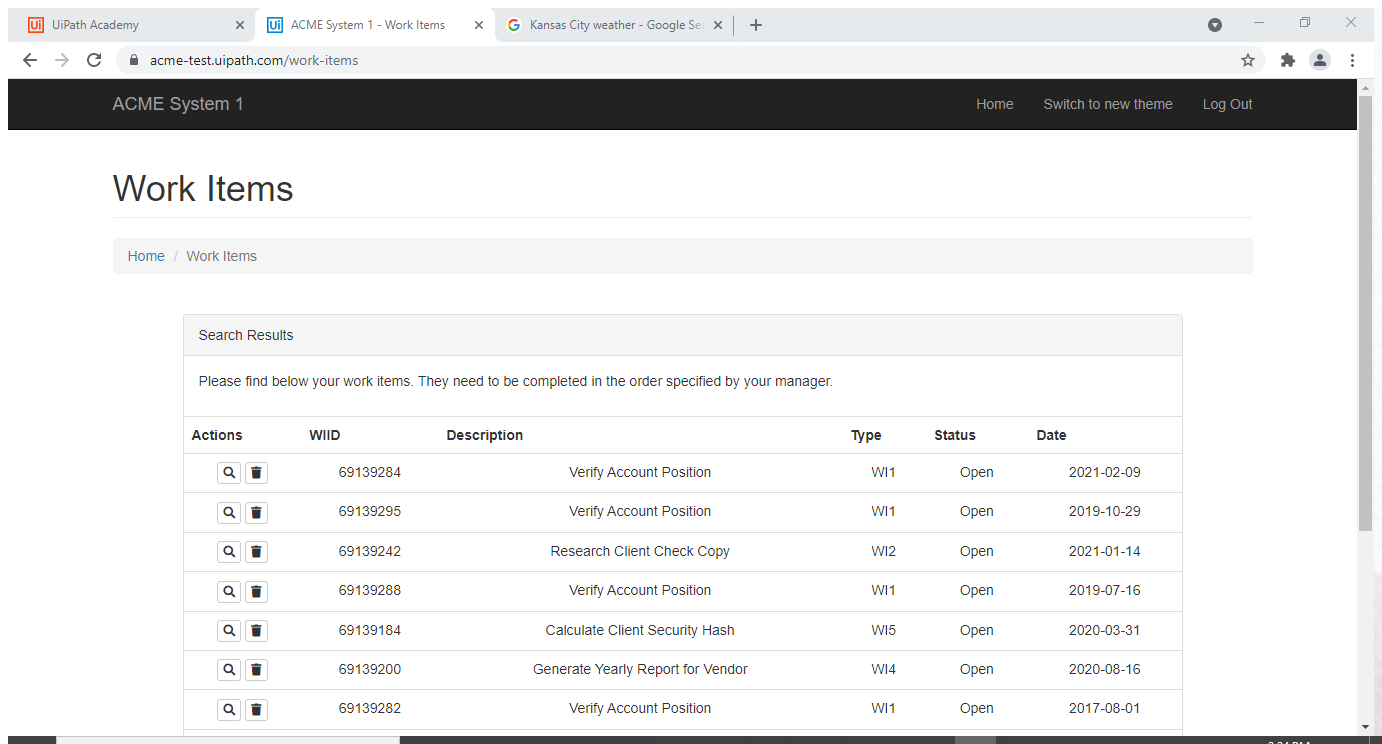 UiPath Academy ACME System 1 - Work Items Kansas City weather - Google Sea
acme-test.uipath.com/work-items
ACME System 1 Home Switch to new theme Log Out
Work Items
Home / Work Items
Search Results
Please find below your work items. They need to be completed in the order specified by your manager.
Actions WIID Description Type Status Date
69139284 Verify Account Position WI1 Open 2021-02-09
69139295 Verify Account Position WI1 Open 2019-10-29
69139242 Research Client Check Copy WI2 Open 2021-01-14
69139288 Verify Account Position WI1 Open 2019-07-16
69139184 Calculate Client Security Hash WI5 Open 2020-03-31
69139200 Generate Yearly Report for Vendor WI4 Open 2020-08-16
69139282 Verify Account Position WI1 Open 2017-08-01